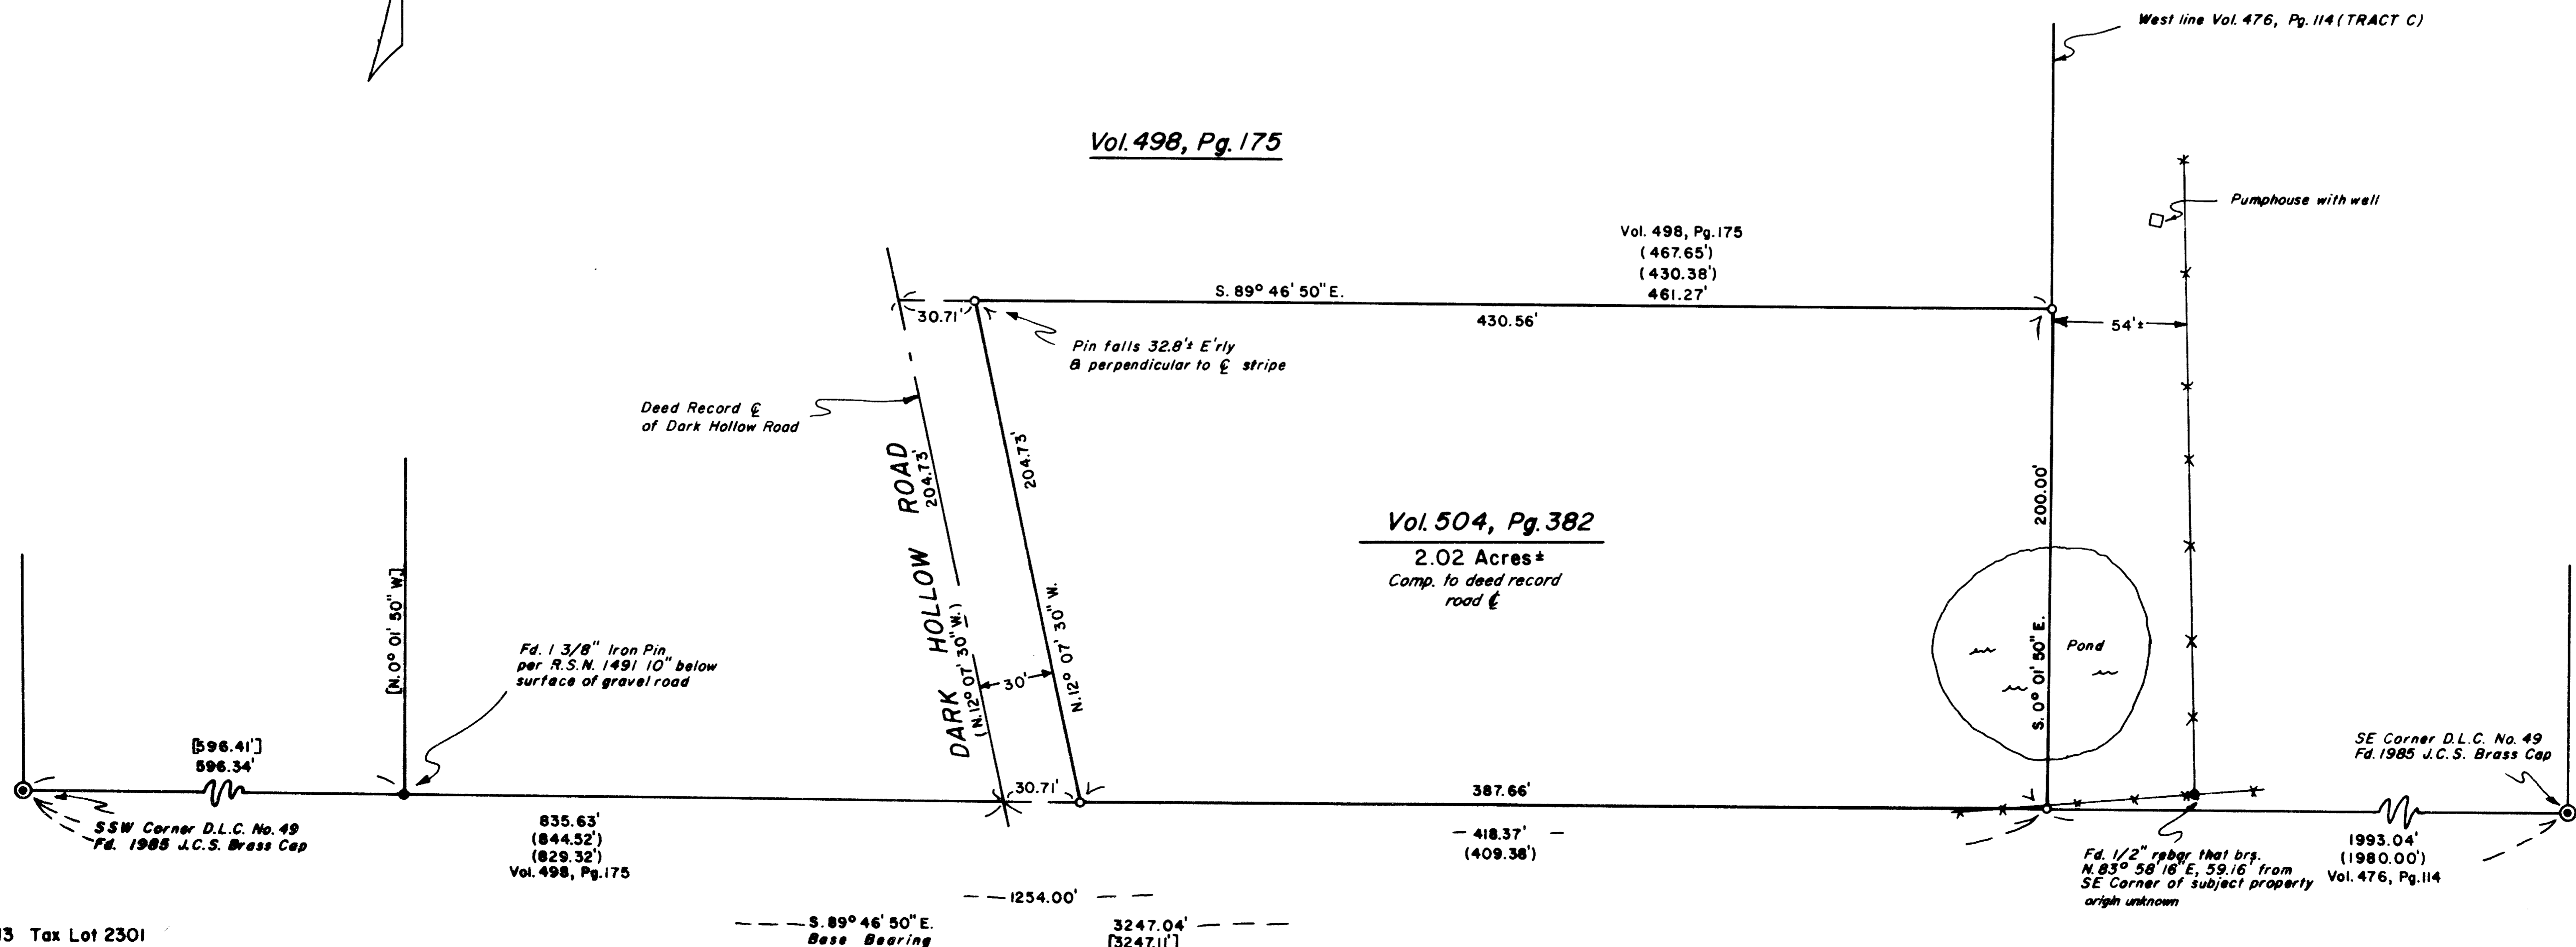 West line Vol. 476, Pg. 114 (TRACT C)
Vol. 498, Pg. 175
Pumphouse with well
Vol. 498, Pg. 175
(467.65')
(430.38')
461.27'
S. 89° 46' 50" E.
430.56'
30.71'
54'±
Pin falls 32.8'± E'rly
& perpendicular to ℄ stripe
Deed Record ℄
of Dark Hollow Road
DARK HOLLOW ROAD
204.73'
(N. 12° 07' 30" W.)
204.73'
N. 12° 07' 30" W.
30'
Vol. 504, Pg. 382
2.02 Acres±
Comp. to deed record
road ℄
200.00'
S. 0° 01' 50" E.
Pond
[N. 0° 01' 50" W.]
Fd. 1 3/8" Iron Pin
per R.S.N. 1491 10" below
surface of gravel road
[596.41']
596.34'
SSW Corner D.L.C. No. 49
Fd. 1985 J.C.S. Brass Cap
835.63'
(844.52')
(829.32')
Vol. 498, Pg. 175
30.71'
387.66'
418.37'
(409.38')
SE Corner D.L.C. No. 49
Fd. 1985 J.C.S. Brass Cap
Fd. 1/2" rebar that brs.
N. 83° 58' 16" E, 59.16' from
SE Corner of subject property
origin unknown
1993.04'
(1980.00')
Vol. 476, Pg. 114
1254.00'
S. 89° 46' 50" E. 3247.04'
Base Bearing [3247.11']
13 Tax Lot 2301